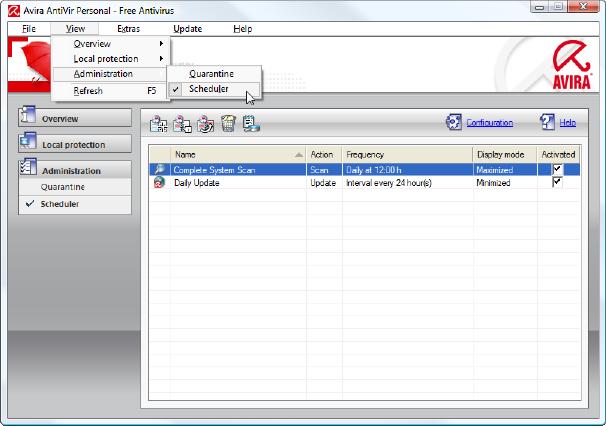 Avira AntiVir Personal - Free Antivirus
File View Extras Update Help
Overview
Local protection
Administration
Refresh F5
Quarantine
Scheduler
AVIRA
Overview
Local protection
Administration
Quarantine
Scheduler
Configuration Help
Name Action Frequency Display mode Activated
Complete System Scan Scan Daily at 12:00 h Maximized
Daily Update Update Interval every 24 hour(s) Minimized